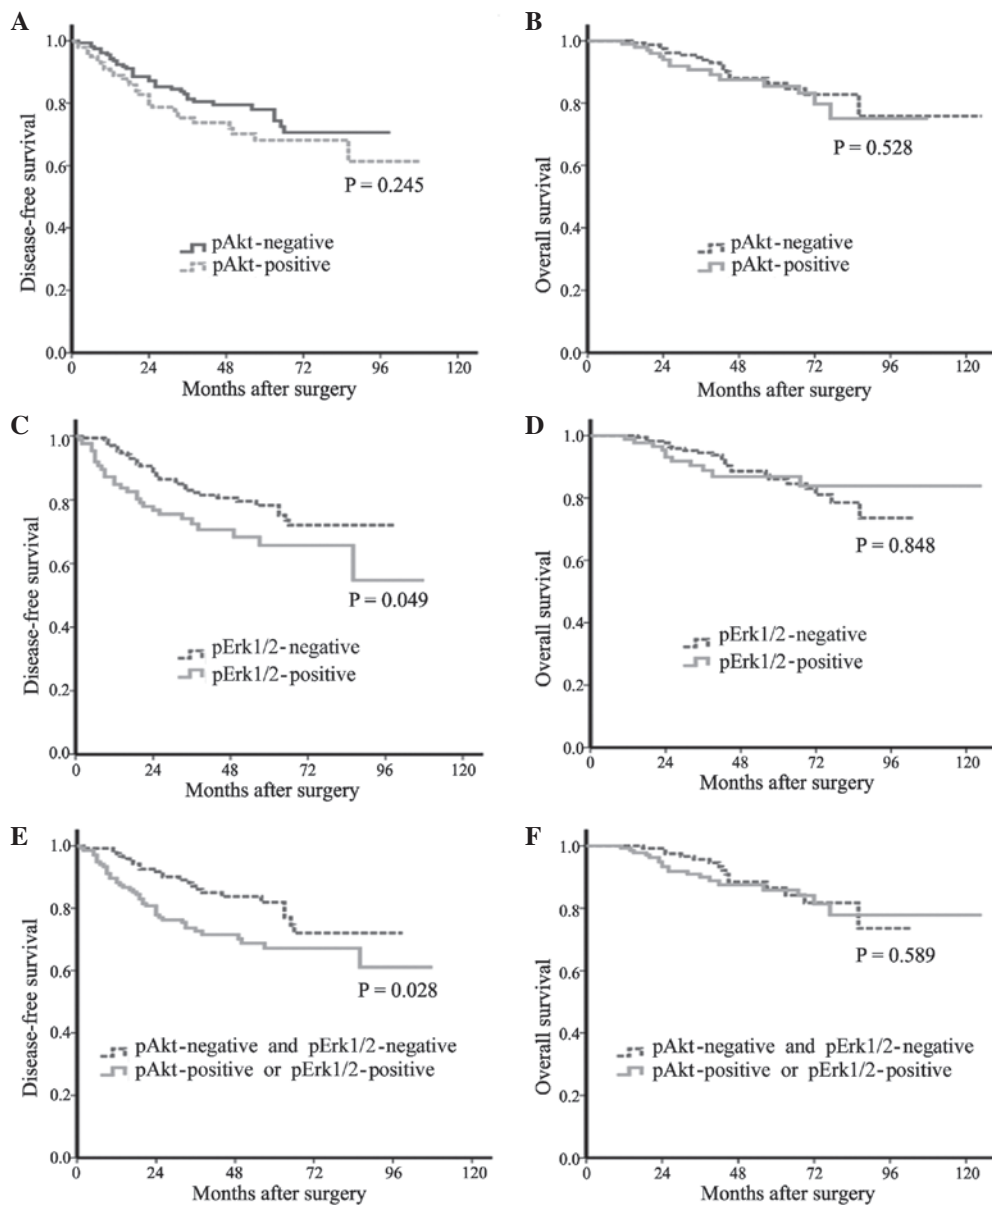 A
1.0
0.8
0.6
0.4
0.2
0.0
Disease-free survival
P = 0.245
pAkt-negative
pAkt-positive
0 24 48 72 96 120
Months after surgery
B
1.0
0.8
0.6
0.4
0.2
0.0
Overall survival
P = 0.528
pAkt-negative
pAkt-positive
0 24 48 72 96 120
Months after surgery
C
1.0
0.8
0.6
0.4
0.2
0.0
Disease-free survival
P = 0.049
pErk1/2-negative
pErk1/2-positive
0 24 48 72 96 120
Months after surgery
D
1.0
0.8
0.6
0.4
0.2
0.0
Overall survival
P = 0.848
pErk1/2-negative
pErk1/2-positive
0 24 48 72 96 120
Months after surgery
E
1.0
0.8
0.6
0.4
0.2
0.0
Disease-free survival
P = 0.028
pAkt-negative and pErk1/2-negative
pAkt-positive or pErk1/2-positive
0 24 48 72 96 120
Months after surgery
F
1.0
0.8
0.6
0.4
0.2
0.0
Overall survival
P = 0.589
pAkt-negative and pErk1/2-negative
pAkt-positive or pErk1/2-positive
0 24 48 72 96 120
Months after surgery